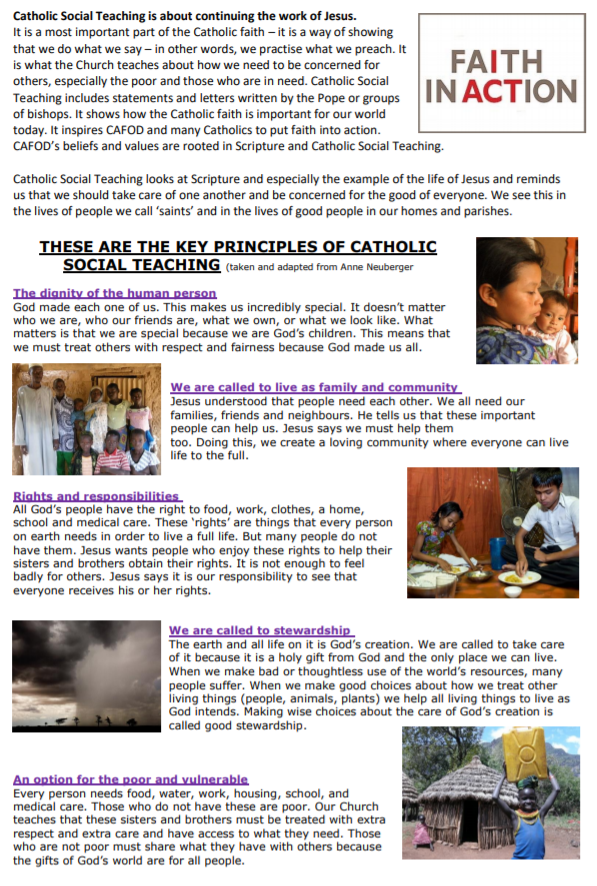 Catholic Social Teaching is about continuing the work of Jesus.
It is a most important part of the Catholic faith – it is a way of showing
that we do what we say – in other words, we practise what we preach. It
is what the Church teaches about how we need to be concerned for
others, especially the poor and those who are in need. Catholic Social
Teaching includes statements and letters written by the Pope or groups
of bishops. It shows how the Catholic faith is important for our world
today. It inspires CAFOD and many Catholics to put faith into action.
CAFOD's beliefs and values are rooted in Scripture and Catholic Social Teaching.
FAITH
IN ACTION
Catholic Social Teaching looks at Scripture and especially the example of the life of Jesus and reminds
us that we should take care of one another and be concerned for the good of everyone. We see this in
the lives of people we call 'saints' and in the lives of good people in our homes and parishes.
THESE ARE THE KEY PRINCIPLES OF CATHOLIC
SOCIAL TEACHING (taken and adapted from Anne Neuberger
The dignity of the human person
God made each one of us. This makes us incredibly special. It doesn't matter
who we are, who our friends are, what we own, or what we look like. What
matters is that we are special because we are God's children. This means that
we must treat others with respect and fairness because God made us all.
We are called to live as family and community
Jesus understood that people need each other. We all need our
families, friends and neighbours. He tells us that these important
people can help us. Jesus says we must help them
too. Doing this, we create a loving community where everyone can live
life to the full.
Rights and responsibilities
All God's people have the right to food, work, clothes, a home,
school and medical care. These 'rights' are things that every person
on earth needs in order to live a full life. But many people do not
have them. Jesus wants people who enjoy these rights to help their
sisters and brothers obtain their rights. It is not enough to feel
badly for others. Jesus says it is our responsibility to see that
everyone receives his or her rights.
We are called to stewardship
The earth and all life on it is God's creation. We are called to take care
of it because it is a holy gift from God and the only place we can live.
When we make bad or thoughtless use of the world's resources, many
people suffer. When we make good choices about how we treat other
living things (people, animals, plants) we help all living things to live as
God intends. Making wise choices about the care of God's creation is
called good stewardship.
An option for the poor and vulnerable
Every person needs food, water, work, housing, school, and
medical care. Those who do not have these are poor. Our Church
teaches that these sisters and brothers must be treated with extra
respect and extra care and have access to what they need. Those
who are not poor must share what they have with others because
the gifts of God's world are for all people.